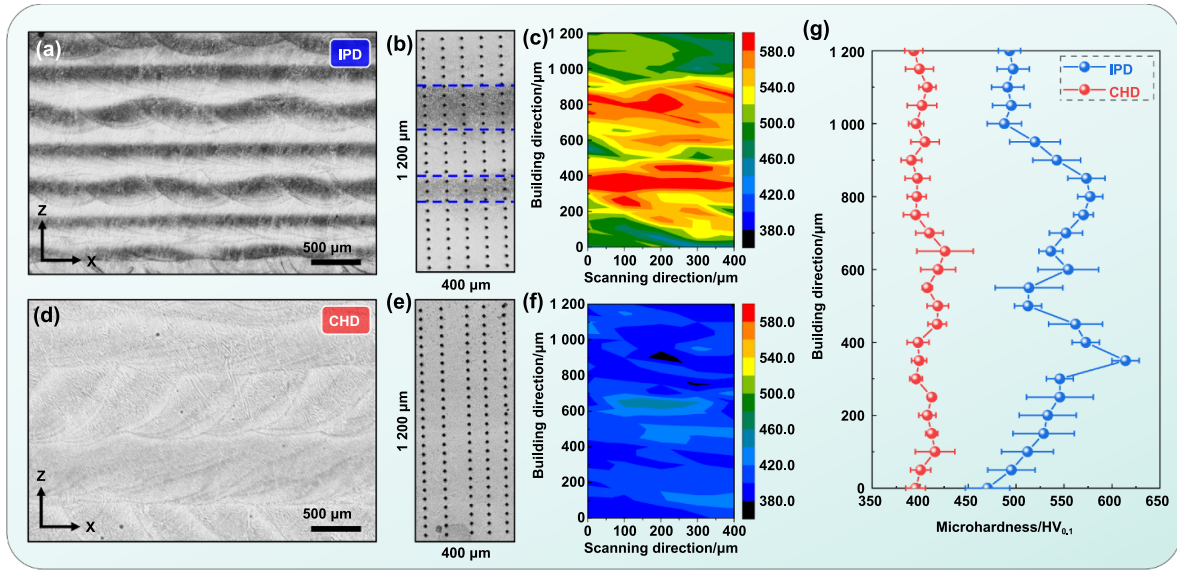 (a)
IPD
Z
X
500 µm
(b)
1 200 µm
400 µm
(c)
Building direction/µm
1 200
1 000
800
600
400
200
0
0 100 200 300 400
Scanning direction/µm
580.0
540.0
500.0
460.0
420.0
380.0
(d)
CHD
Z
X
500 µm
(e)
1 200 µm
400 µm
(f)
Building direction/µm
1 200
1 000
800
600
400
200
0
0 100 200 300 400
Scanning direction/µm
580.0
540.0
500.0
460.0
420.0
380.0
(g)
Building direction/µm
1 200
1 000
800
600
400
200
0
350 400 450 500 550 600 650
Microhardness/HV0.1
IPD
CHD